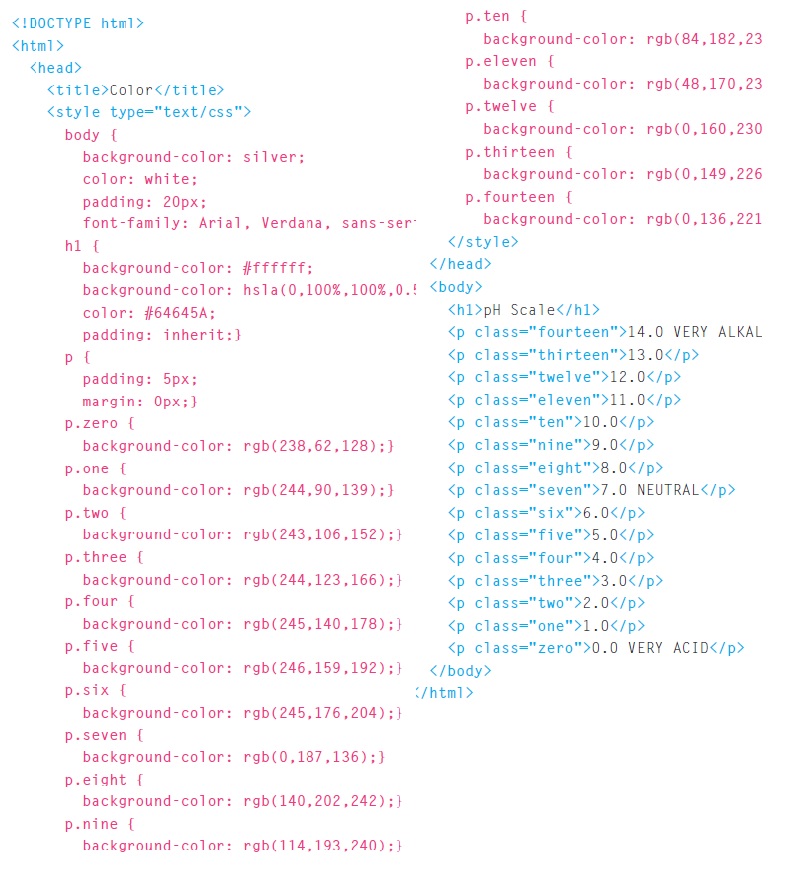 <!DOCTYPE html>
<html>
<head>
<title>Color</title>
<style type="text/css">
body {
background-color: silver;
color: white;
padding: 20px;
font-family: Arial, Verdana, sans-ser
h1 {
background-color: #ffffff;
background-color: hsla(0,100%,100%,0.5
color: #64645A;
padding: inherit;}
p {
padding: 5px;
margin: 0px;}
p.zero {
background-color: rgb(238,62,128);}
p.one {
background-color: rgb(244,90,139);}
p.two {
background-color: rgb(243,106,152);}
p.three {
background-color: rgb(244,123,166);}
p.four {
background-color: rgb(245,140,178);}
p.five {
background-color: rgb(246,159,192);}
p.six {
background-color: rgb(245,176,204);}
p.seven {
background-color: rgb(0,187,136);}
p.eight {
background-color: rgb(140,202,242);}
p.nine {
background-color: rgb(114,193,240);}
p.ten {
background-color: rgb(84,182,23
p.eleven {
background-color: rgb(48,170,23
p.twelve {
background-color: rgb(0,160,230
p.thirteen {
background-color: rgb(0,149,226
p.fourteen {
background-color: rgb(0,136,221
</style>
</head>
<body>
<h1>pH Scale</h1>
<p class="fourteen">14.0 VERY ALKAL
<p class="thirteen">13.0</p>
<p class="twelve">12.0</p>
<p class="eleven">11.0</p>
<p class="ten">10.0</p>
<p class="nine">9.0</p>
<p class="eight">8.0</p>
<p class="seven">7.0 NEUTRAL</p>
<p class="six">6.0</p>
<p class="five">5.0</p>
<p class="four">4.0</p>
<p class="three">3.0</p>
<p class="two">2.0</p>
<p class="one">1.0</p>
<p class="zero">0.0 VERY ACID</p>
</body>
</html>